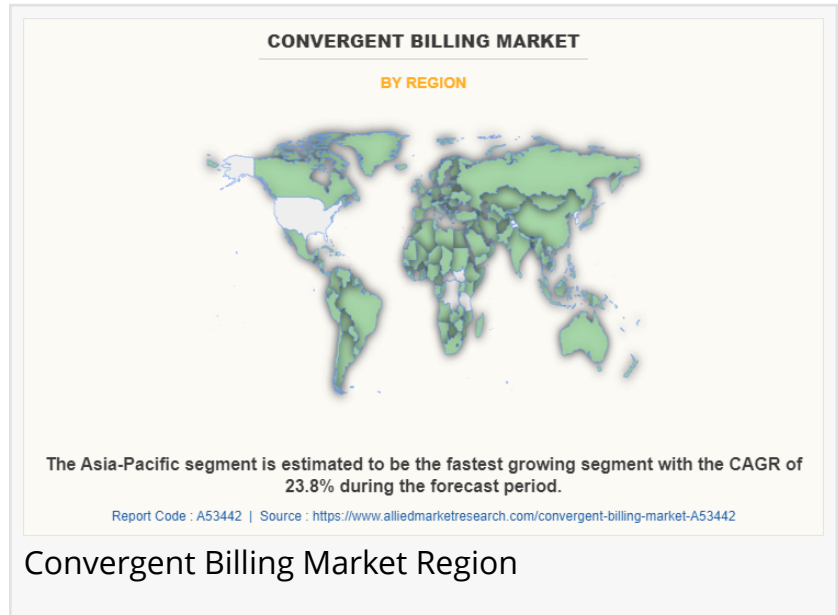 CONVERGENT BILLING MARKET
BY REGION
The Asia-Pacific segment is estimated to be the fastest growing segment with the CAGR of
23.8% during the forecast period.
Report Code : A53442 | Source : https://www.alliedmarketresearch.com/convergent-billing-market-A53442
Convergent Billing Market Region